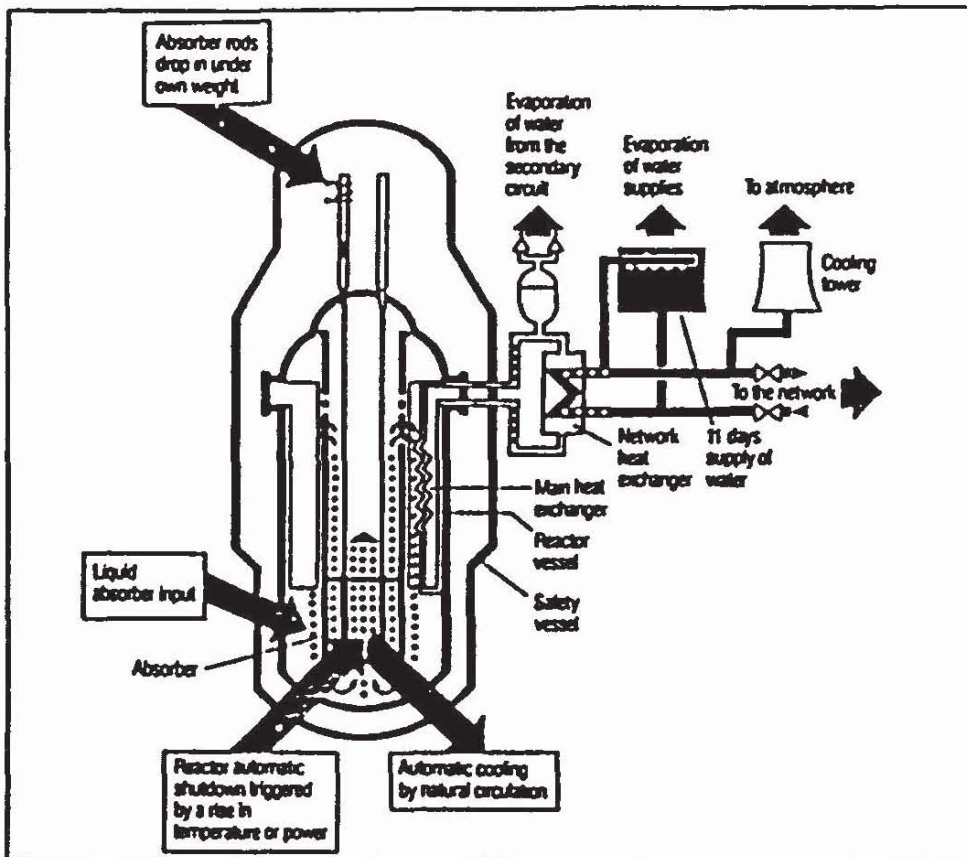 Absorber rods
drop in under
own weight
Evaporation
of water
from the
secondary
circuit
Evaporation
of water
supplies
To atmosphere
Cooling
tower
To the network
Network
heat
exchanger
11 days
supply of
water
Main heat
exchanger
Reactor
vessel
Safety
vessel
Liquid
absorber input
Absorber
Reactor automatic
shutdown triggered
by a rise in
temperature or power
Automatic cooling
by natural circulation